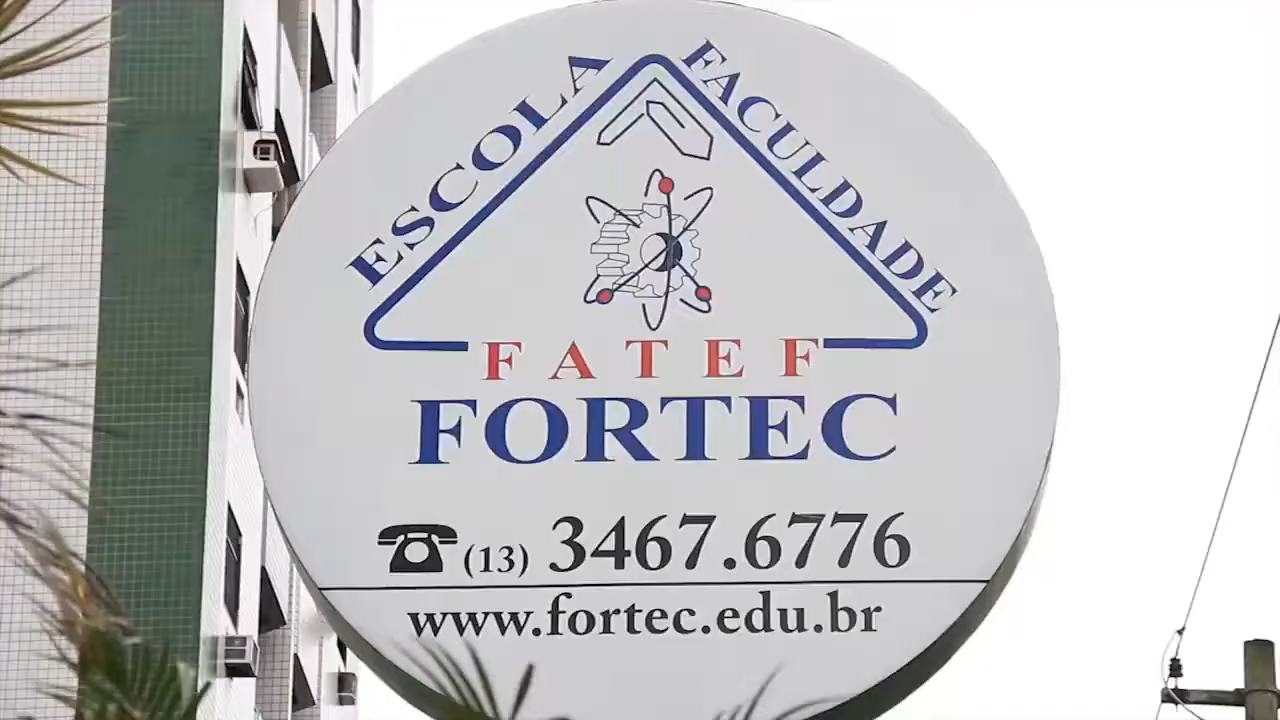 ESCOLA
FACULDADE
FATEF
FORTEC
(13) 3467.6776
www.fortec.edu.br